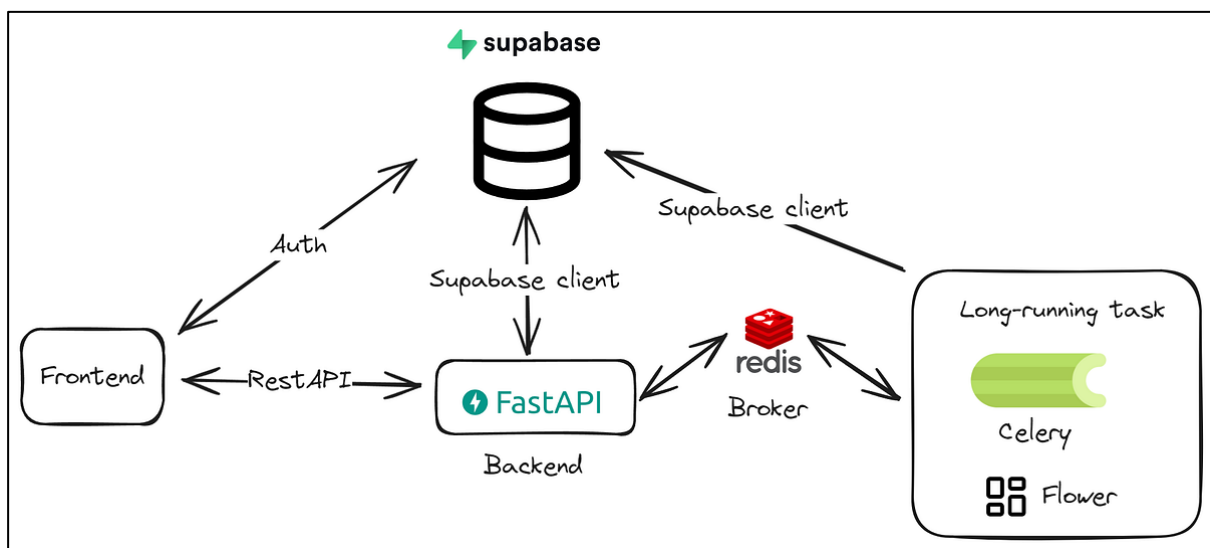 supabase
Supabase client
Auth
Supabase client
Long-running task
Frontend
RestAPI
FastAPI
redis
Broker
Celery
Backend
Flower